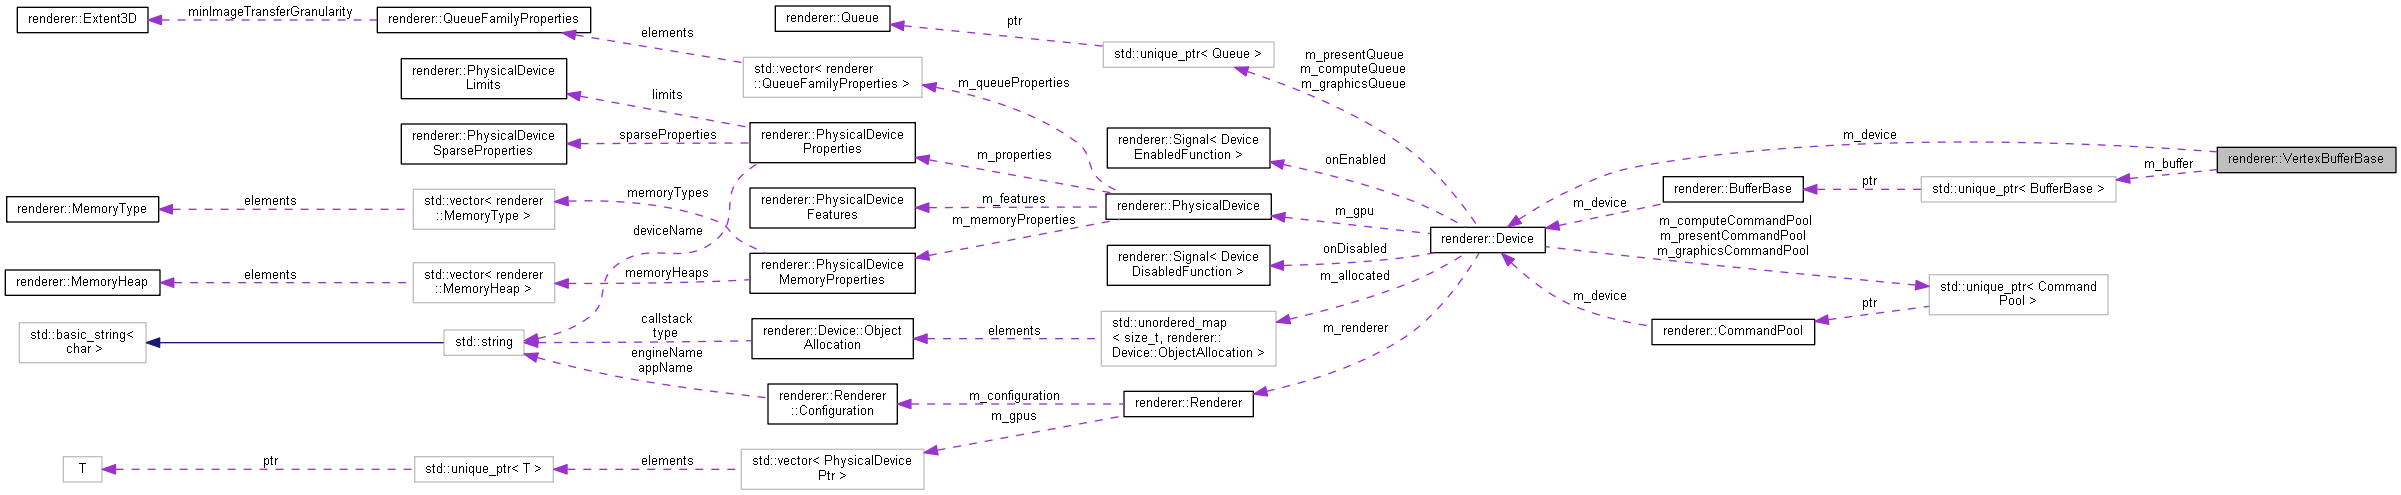 renderer::Extent3D
minImageTransferGranularity
renderer::QueueFamilyProperties
elements
renderer::Queue
ptr
std::unique_ptr< Queue >
m_presentQueue
m_computeQueue
m_graphicsQueue
renderer::PhysicalDevice
Limits
limits
std::vector< renderer
::QueueFamilyProperties >
m_queueProperties
renderer::PhysicalDevice
SparseProperties
sparseProperties
renderer::PhysicalDevice
Properties
m_properties
renderer::Signal< Device
EnabledFunction >
onEnabled
m_device
renderer::VertexBufferBase
m_buffer
renderer::MemoryType
elements
std::vector< renderer
::MemoryType >
memoryTypes
renderer::PhysicalDevice
Features
m_features
renderer::PhysicalDevice
m_gpu
m_device
renderer::BufferBase
ptr
std::unique_ptr< BufferBase >
deviceName
m_memoryProperties
renderer::Device
m_computeCommandPool
m_presentCommandPool
m_graphicsCommandPool
renderer::MemoryHeap
elements
std::vector< renderer
::MemoryHeap >
memoryHeaps
renderer::PhysicalDevice
MemoryProperties
renderer::Signal< Device
DisabledFunction >
onDisabled
m_allocated
m_device
renderer::CommandPool
ptr
std::unique_ptr< Command
Pool >
std::basic_string<
char >
std::string
callstack
type
renderer::Device::Object
Allocation
elements
std::unordered_map
< size_t, renderer::
Device::ObjectAllocation >
m_renderer
engineName
appName
renderer::Renderer
::Configuration
m_configuration
renderer::Renderer
m_gpus
T
ptr
std::unique_ptr< T >
elements
std::vector< PhysicalDevice
Ptr >